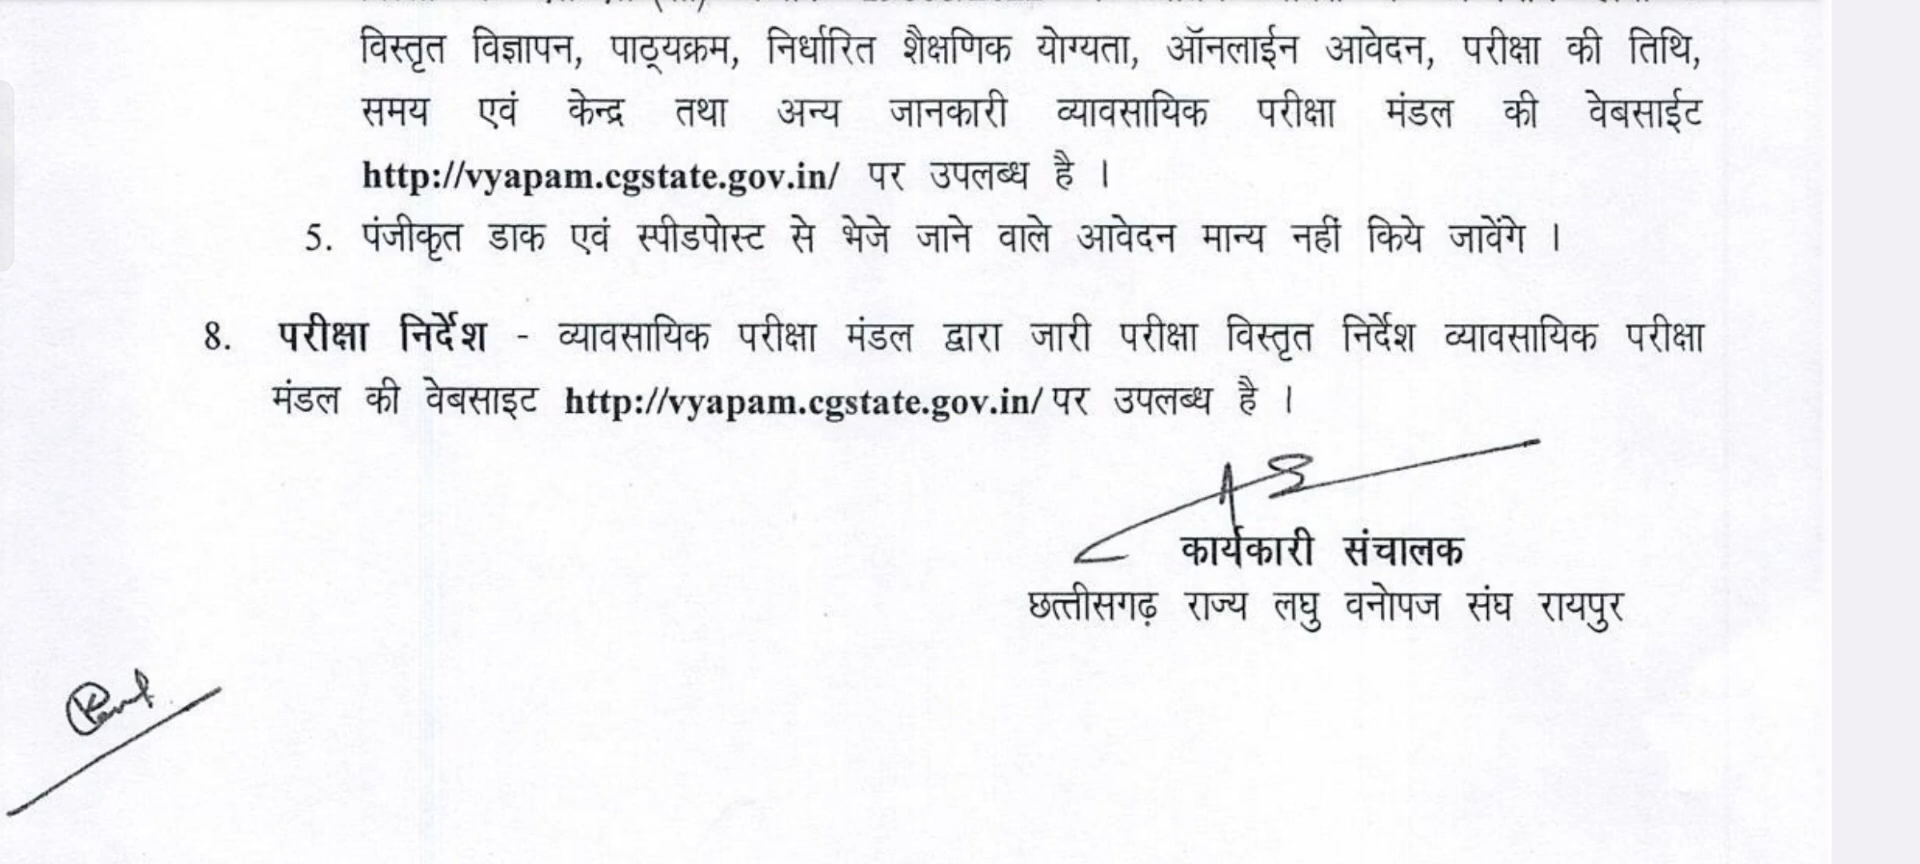 विस्तृत विज्ञापन, पाठ्यक्रम, निर्धारित शैक्षणिक योग्यता, ऑनलाईन आवेदन, परीक्षा की तिथि,
समय एवं केन्द्र तथा अन्य जानकारी व्यावसायिक परीक्षा मंडल की वेबसाईट
http://vyapam.cgstate.gov.in/ पर उपलब्ध है ।
5. पंजीकृत डाक एवं स्पीडपोस्ट से भेजे जाने वाले आवेदन मान्य नहीं किये जावेंगे ।
8. परीक्षा निर्देश - व्यावसायिक परीक्षा मंडल द्वारा जारी परीक्षा विस्तृत निर्देश व्यावसायिक परीक्षा
मंडल की वेबसाइट http://vyapam.cgstate.gov.in/ पर उपलब्ध है ।
कार्यकारी संचालक
छत्तीसगढ़ राज्य लघु वनोपज संघ रायपुर